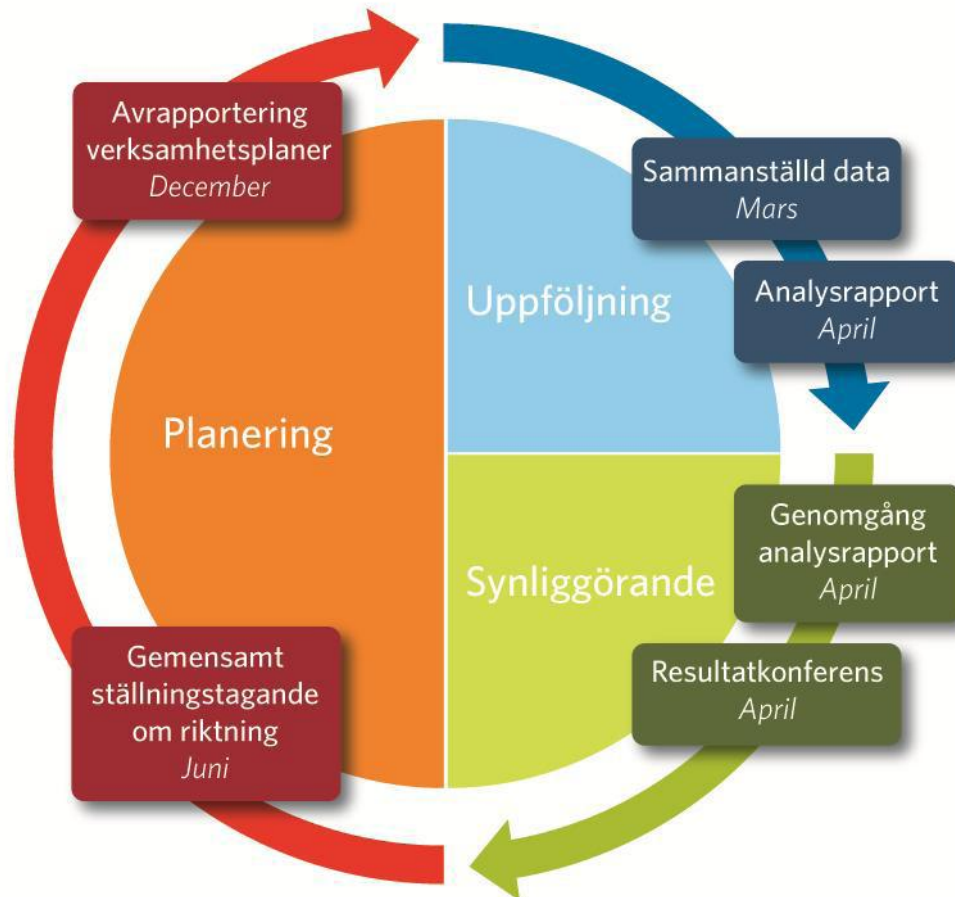 Avrapportering
verksamhetsplaner
December
Sammanställd data
Mars
Uppföljning
Analysrapport
April
Planering
Genomgång
analysrapport
April
Synliggörande
Resultatkonferens
April
Gemensamt
ställningstagande
om riktning
Juni